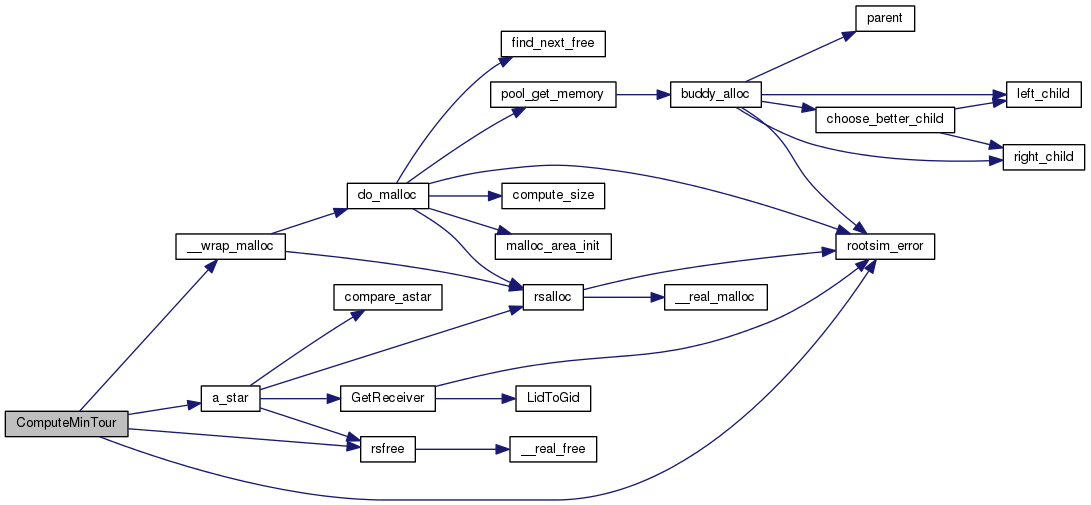 parent
find_next_free
pool_get_memory
buddy_alloc
left_child
choose_better_child
right_child
do_malloc
compute_size
__wrap_malloc
malloc_area_init
rootsim_error
compare_astar
rsalloc
__real_malloc
a_star
GetReceiver
LidToGid
ComputeMinTour
rsfree
__real_free